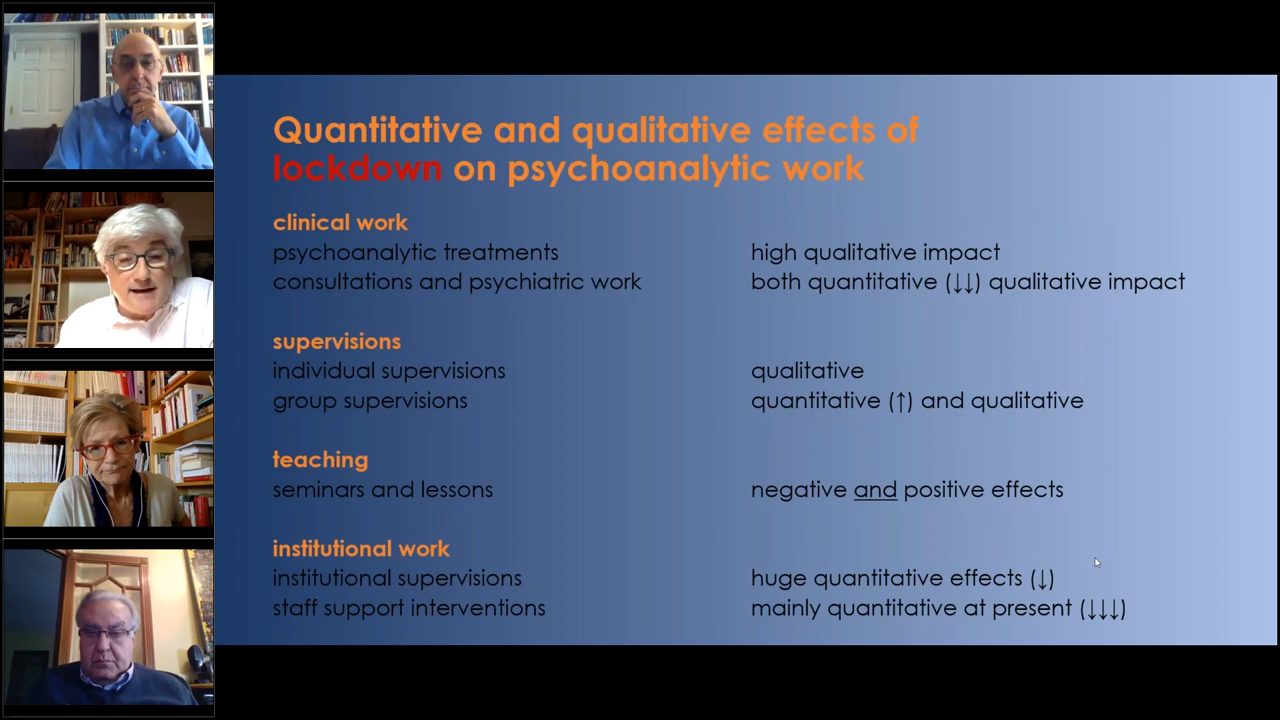 Quantitative and qualitative effects of
lockdown on psychoanalytic work
clinical work
psychoanalytic treatments high qualitative impact
consultations and psychiatric work both quantitative (↓↓) qualitative impact
supervisions
individual supervisions qualitative
group supervisions quantitative (↑) and qualitative
teaching
seminars and lessons negative and positive effects
institutional work
institutional supervisions huge quantitative effects (↓)
staff support interventions mainly quantitative at present (↓↓↓)